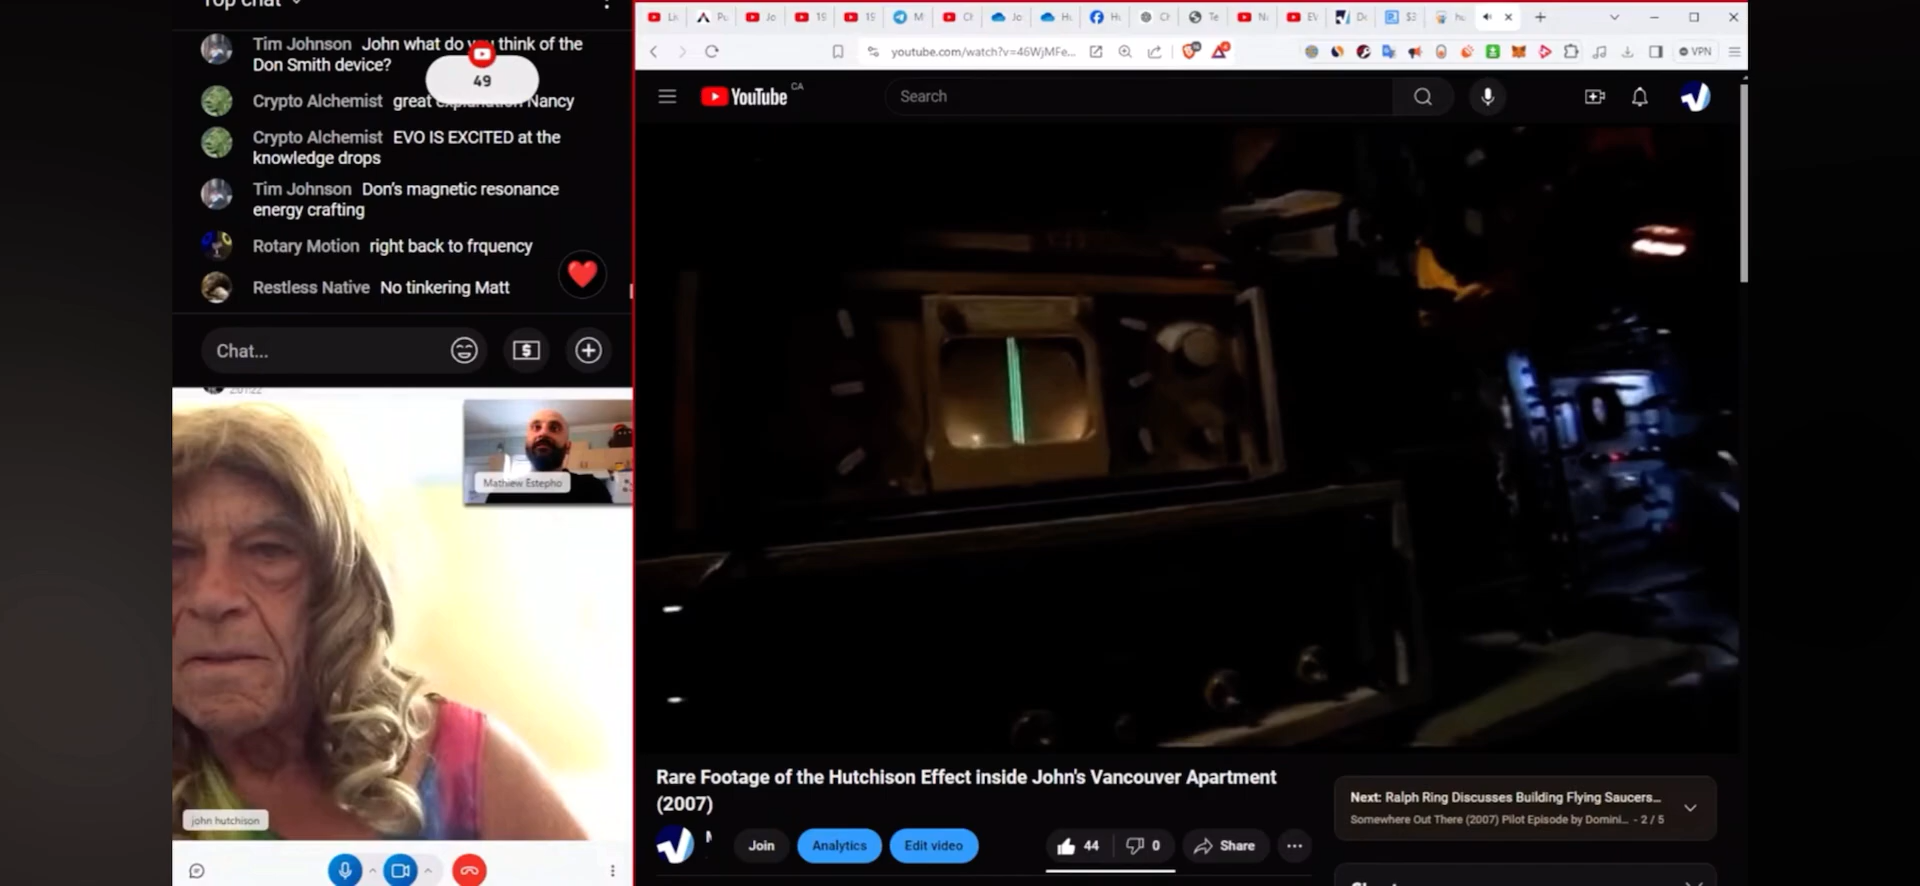 Top chat
Tim Johnson John what do you think of the
Don Smith device?
49
Crypto Alchemist great explanation Nancy
Crypto Alchemist EVO IS EXCITED at the
knowledge drops
Tim Johnson Don's magnetic resonance
energy crafting
Rotary Motion right back to frquency
Restless Native No tinkering Matt
Chat...
Mathiew Estepho
john hutchison
youtube.com/watch?v=46WjMFe...
VPN
YouTube CA
Search
Rare Footage of the Hutchison Effect inside John's Vancouver Apartment
(2007)
Join
Analytics
Edit video
44
0
Share
Next: Ralph Ring Discusses Building Flying Saucers...
Somewhere Out There (2007) Pilot Episode by Domini... - 2 / 5